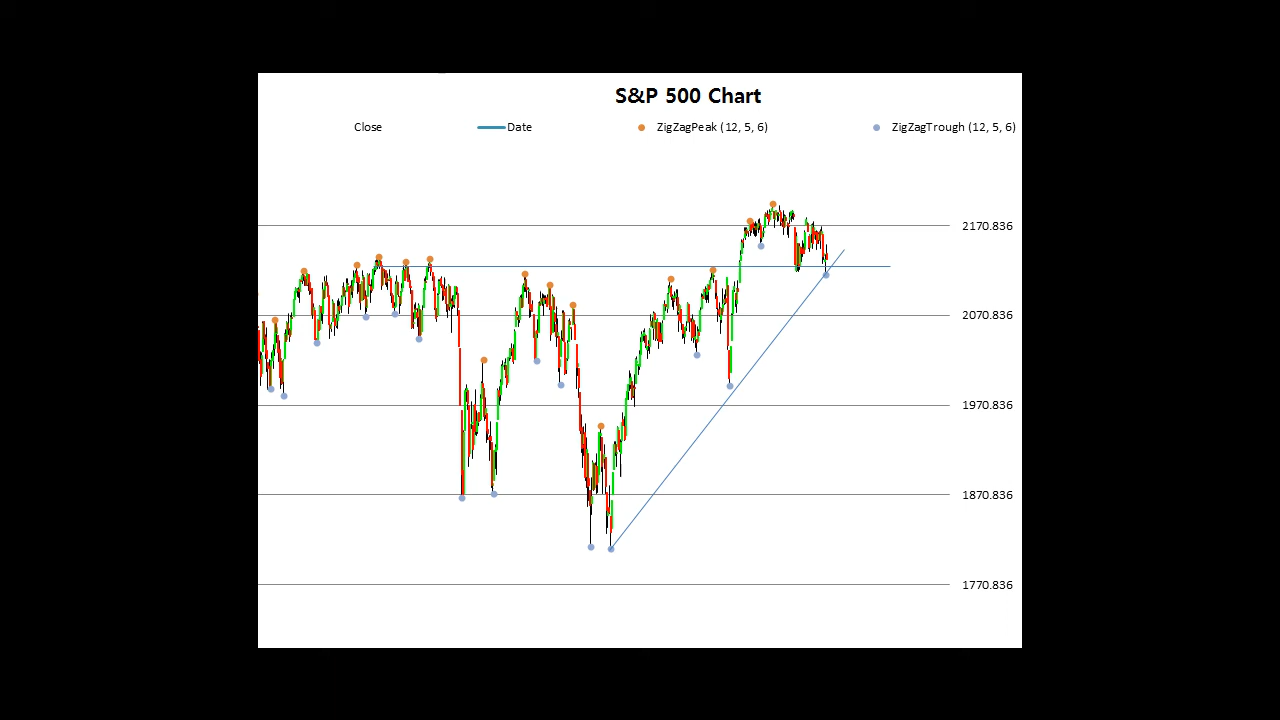 S&P 500 Chart
Close Date ZigZagPeak (12, 5, 6) ZigZagTrough (12, 5, 6)
2170.836
2070.836
1970.836
1870.836
1770.836